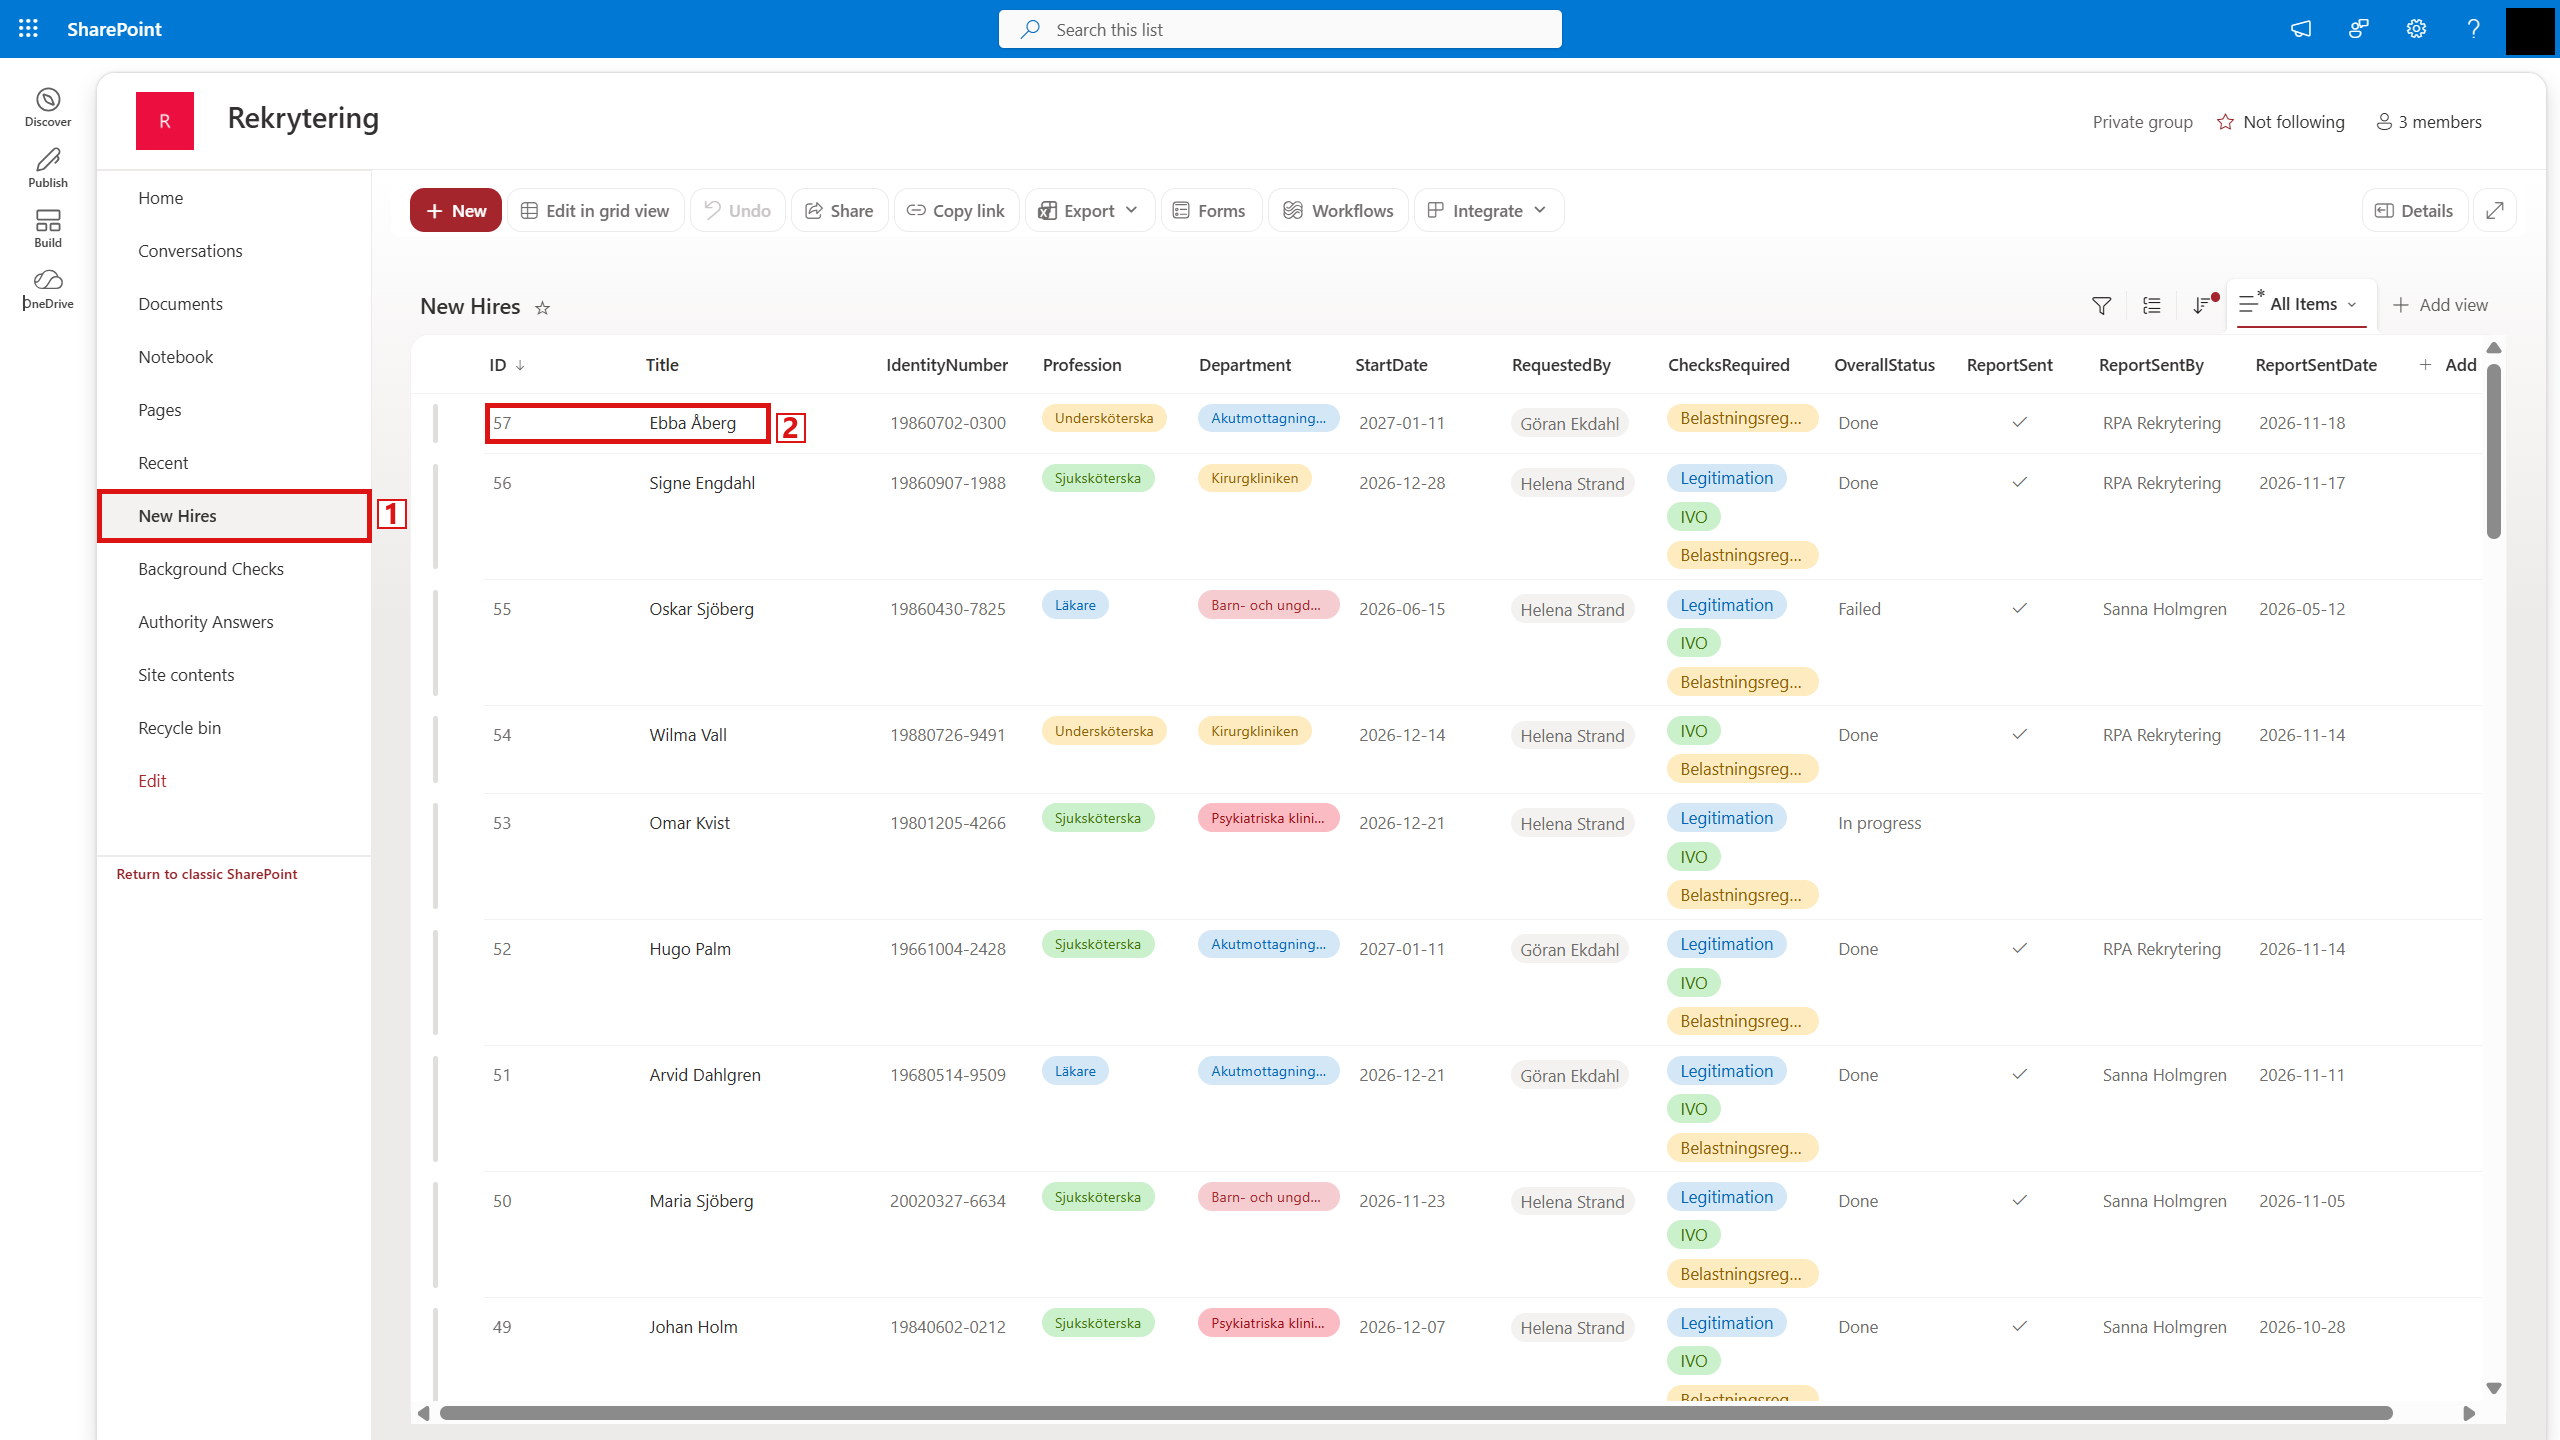 SharePoint
Search this list
?
Discover
Publish
Build
OneDrive
R
Rekrytering
Private group
Not following
3 members
Home
Conversations
Documents
Notebook
Pages
Recent
New Hires
1
Background Checks
Authority Answers
Site contents
Recycle bin
Edit
Return to classic SharePoint
New
Edit in grid view
Undo
Share
Copy link
Export
Forms
Workflows
Integrate
Details
New Hires
All Items
Add view
ID Title IdentityNumber Profession Department StartDate RequestedBy ChecksRequired OverallStatus ReportSent ReportSentBy ReportSentDate Add
57 Ebba Åberg 2 19860702-0300 Undersköterska Akutmottagning... 2027-01-11 Göran Ekdahl Belastningsreg... Done RPA Rekrytering 2026-11-18
56 Signe Engdahl 19860907-1988 Sjuksköterska Kirurgkliniken 2026-12-28 Helena Strand Legitimation Done RPA Rekrytering 2026-11-17
IVO
Belastningsreg...
55 Oskar Sjöberg 19860430-7825 Läkare Barn- och ungd... 2026-06-15 Helena Strand Legitimation Failed Sanna Holmgren 2026-05-12
IVO
Belastningsreg...
54 Wilma Vall 19880726-9491 Undersköterska Kirurgkliniken 2026-12-14 Helena Strand IVO Done RPA Rekrytering 2026-11-14
Belastningsreg...
53 Omar Kvist 19801205-4266 Sjuksköterska Psykiatriska klini... 2026-12-21 Helena Strand Legitimation In progress
IVO
Belastningsreg...
52 Hugo Palm 19661004-2428 Sjuksköterska Akutmottagning... 2027-01-11 Göran Ekdahl Legitimation Done RPA Rekrytering 2026-11-14
IVO
Belastningsreg...
51 Arvid Dahlgren 19680514-9509 Läkare Akutmottagning... 2026-12-21 Göran Ekdahl Legitimation Done Sanna Holmgren 2026-11-11
IVO
Belastningsreg...
50 Maria Sjöberg 20020327-6634 Sjuksköterska Barn- och ungd... 2026-11-23 Helena Strand Legitimation Done Sanna Holmgren 2026-11-05
IVO
Belastningsreg...
49 Johan Holm 19840602-0212 Sjuksköterska Psykiatriska klini... 2026-12-07 Helena Strand Legitimation Done Sanna Holmgren 2026-10-28
IVO
Belastningsreg...